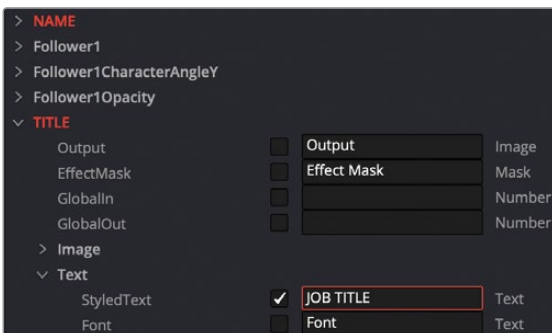 > NAME
> Follower1
> Follower1CharacterAngleY
> Follower1Opacity
TITLE
Output Output Image
EffectMask Effect Mask Mask
GlobalIn Number
GlobalOut Number
> Image
Text
StyledText JOB TITLE Text
Font Font Text